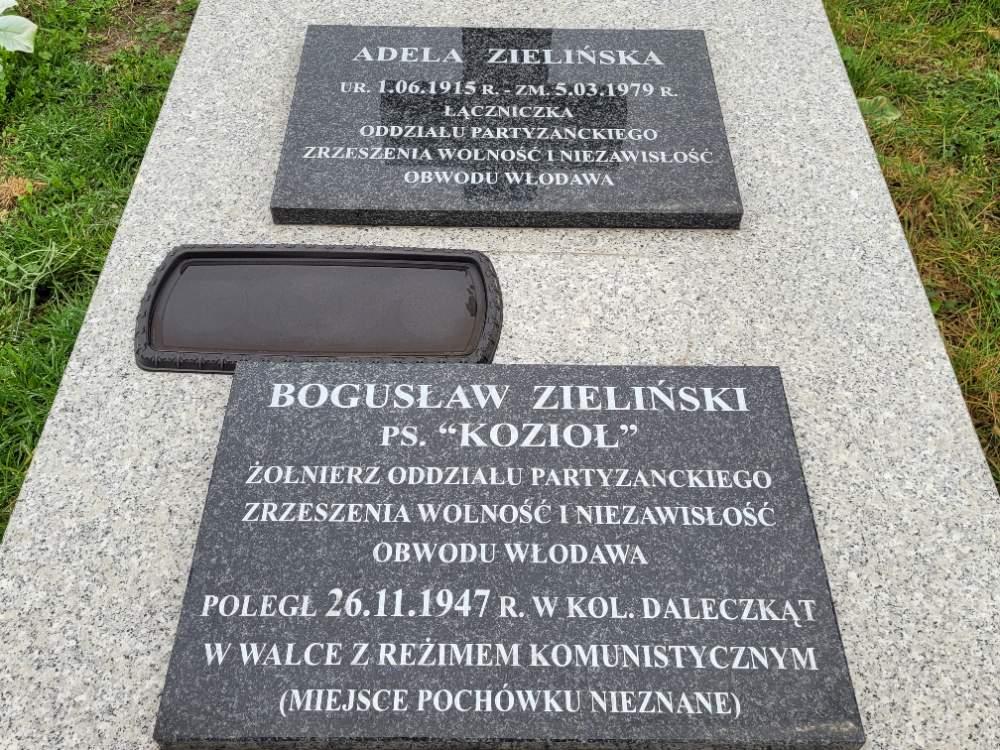 ADELA ZIELIŃSKA
UR. 1.06.1915 R. - ZM. 5.03.1979 R.
ŁĄCZNICZKA
ODDZIAŁU PARTYZANCKIEGO
ZRZESZENIA WOLNOŚĆ I NIEZAWISŁOŚĆ
OBWODU WŁODAWA
BOGUSŁAW ZIELIŃSKI
PS. “KOZIOŁ”
ŻOŁNIERZ ODDZIAŁU PARTYZANCKIEGO
ZRZESZENIA WOLNOŚĆ I NIEZAWISŁOŚĆ
OBWODU WŁODAWA
POLEGŁ 26.11.1947 R. W KOL. DALECZKĄT
W WALCE Z REŻIMEM KOMUNISTYCZNYM
(MIEJSCE POCHÓWKU NIEZNANE)